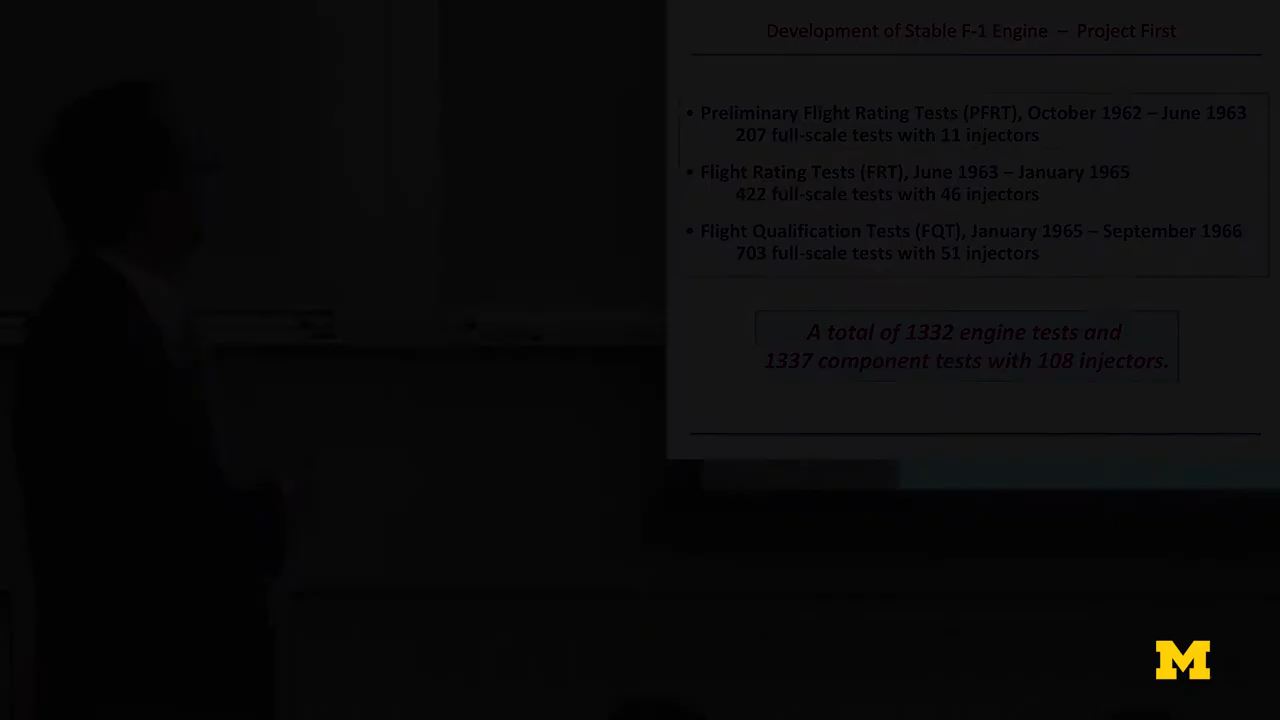 Development of Stable F-1 Engine – Project First
• Preliminary Flight Rating Tests (PFRT), October 1962 – June 1963
207 full-scale tests with 11 injectors
• Flight Rating Tests (FRT), June 1963 – January 1965
422 full-scale tests with 46 injectors
• Flight Qualification Tests (FQT), January 1965 – September 1966
703 full-scale tests with 51 injectors
A total of 1332 engine tests and
1337 component tests with 108 injectors.
M